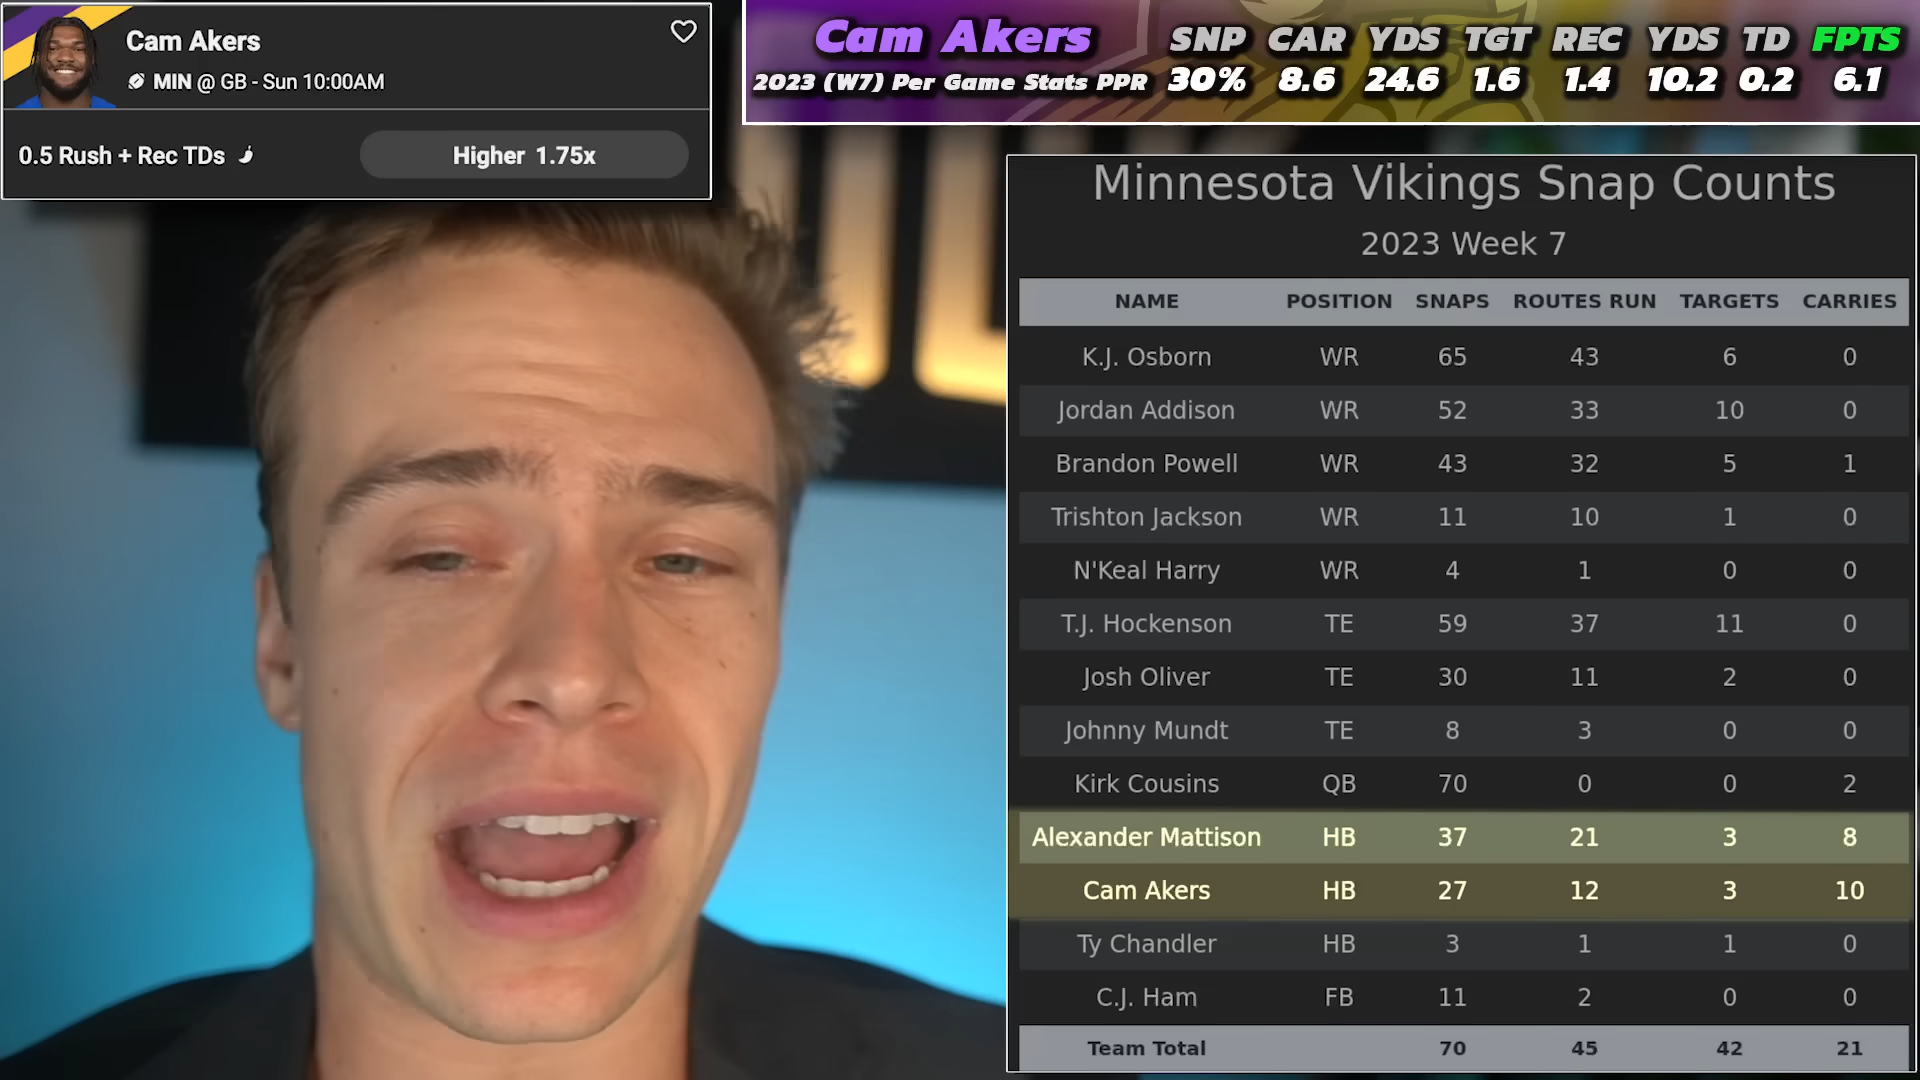 Cam Akers
MIN @ GB - Sun 10:00AM
0.5 Rush + Rec TDs
Higher 1.75x
Cam Akers SNP CAR YDS TGT REC YDS TD FPTS
2023 (W7) Per Game Stats PPR 30% 8.6 24.6 1.6 1.4 10.2 0.2 6.1
Minnesota Vikings Snap Counts
2023 Week 7
NAME POSITION SNAPS ROUTES RUN TARGETS CARRIES
K.J. Osborn WR 65 43 6 0
Jordan Addison WR 52 33 10 0
Brandon Powell WR 43 32 5 1
Trishton Jackson WR 11 10 1 0
N'Keal Harry WR 4 1 0 0
T.J. Hockenson TE 59 37 11 0
Josh Oliver TE 30 11 2 0
Johnny Mundt TE 8 3 0 0
Kirk Cousins QB 70 0 0 2
Alexander Mattison HB 37 21 3 8
Cam Akers HB 27 12 3 10
Ty Chandler HB 3 1 1 0
C.J. Ham FB 11 2 0 0
Team Total 70 45 42 21